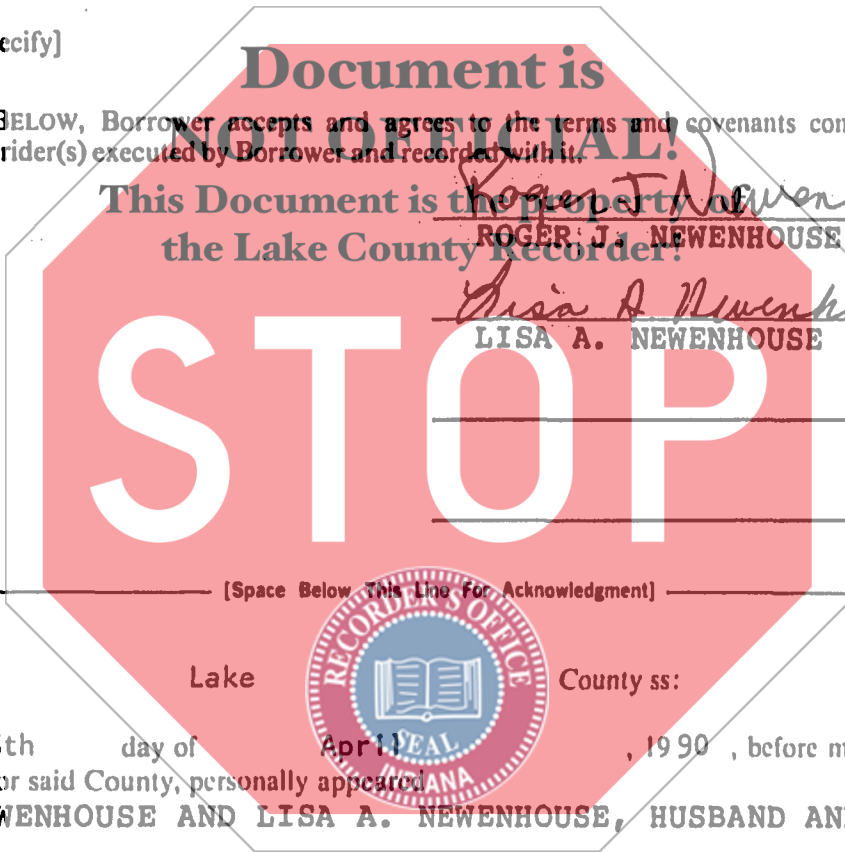 ecify]
Document is
BELOW, Borrower accepts and agrees to the terms and covenants con
NOT OFFICIAL!
rider(s) executed by Borrower and recorded with it.
This Document is the property of
Roger J Newen
the Lake County Recorder!
ROGER J. NEWENHOUSE
Lisa A Newenh
LISA A. NEWENHOUSE
STOP
[Space Below This Line For Acknowledgment]
RECORDER'S OFFICE
Lake County ss:
SEAL
INDIANA
th day of April , 1990 , before m
or said County, personally appeared
WENHOUSE AND LISA A. NEWENHOUSE, HUSBAND AN